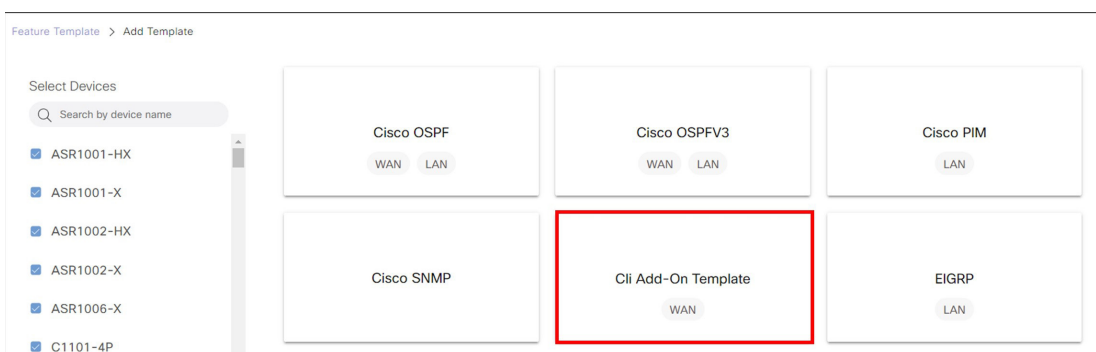 Feature Template > Add Template
Select Devices
Search by device name
ASR1001-HX
ASR1001-X
ASR1002-HX
ASR1002-X
ASR1006-X
C1101-4P
Cisco OSPF
WAN LAN
Cisco OSPFV3
WAN LAN
Cisco PIM
LAN
Cisco SNMP
Cli Add-On Template
WAN
EIGRP
LAN